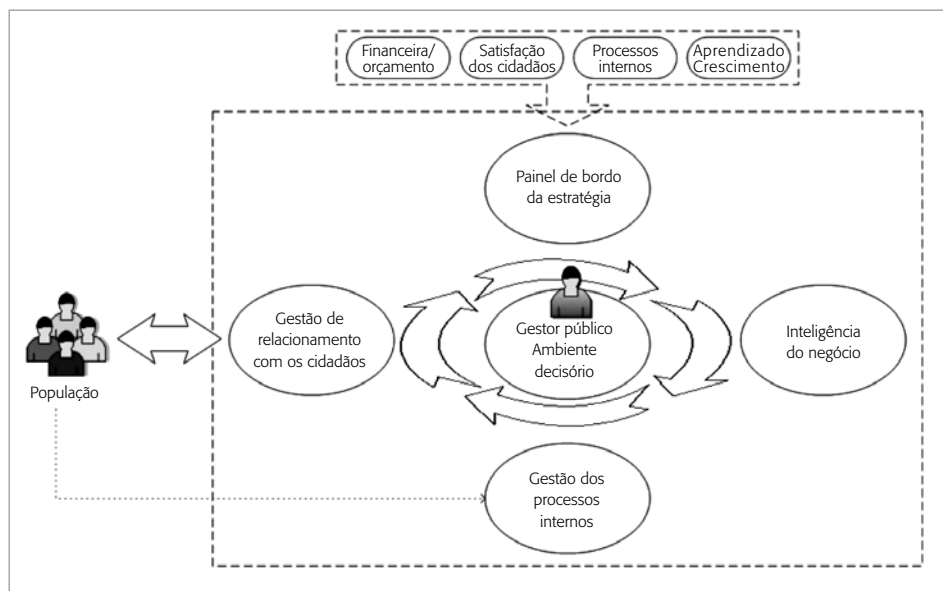 Financeira/
orçamento
Satisfação
dos cidadãos
Processos
internos
Aprendizado
Crescimento
Painel de bordo
da estratégia
Gestão de
relacionamento
com os cidadãos
Gestor público
Ambiente
decisório
Inteligência
do negócio
População
Gestão dos
processos
internos